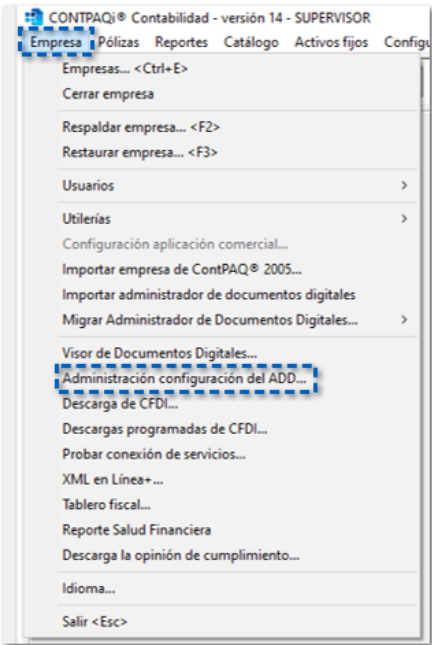 CONTPAQi® Contabilidad - versión 14 - SUPERVISOR
Empresa Pólizas Reportes Catálogo Activos fijos Configu
Empresas... <Ctrl+E>
Cerrar empresa
Respaldar empresa... <F2>
Restaurar empresa... <F3>
Usuarios >
Utilerías >
Configuración aplicación comercial...
Importar empresa de ContPAQ® 2005...
Importar administrador de documentos digitales
Migrar Administrador de Documentos Digitales... >
Visor de Documentos Digitales...
Administración configuración del ADD...
Descarga de CFDI...
Descargas programadas de CFDI...
Probar conexión de servicios...
XML en Línea+...
Tablero fiscal...
Reporte Salud Financiera
Descarga la opinión de cumplimiento...
Idioma...
Salir <Esc>